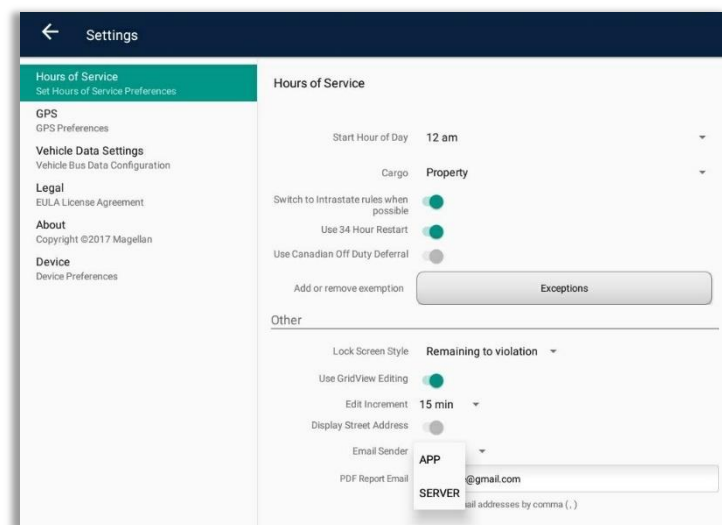 Settings
Hours of Service
Set Hours of Service Preferences
GPS
GPS Preferences
Vehicle Data Settings
Vehicle Bus Data Configuration
Legal
EULA License Agreement
About
Copyright ©2017 Magellan
Device
Device Preferences
Hours of Service
Start Hour of Day 12 am
Cargo Property
Switch to Intrastate rules when
possible
Use 34 Hour Restart
Use Canadian Off Duty Deferral
Add or remove exemption Exceptions
Other
Lock Screen Style Remaining to violation
Use GridView Editing
Edit Increment 15 min
Display Street Address
Email Sender
APP
PDF Report Email @gmail.com
SERVER
addresses by comma ( , )